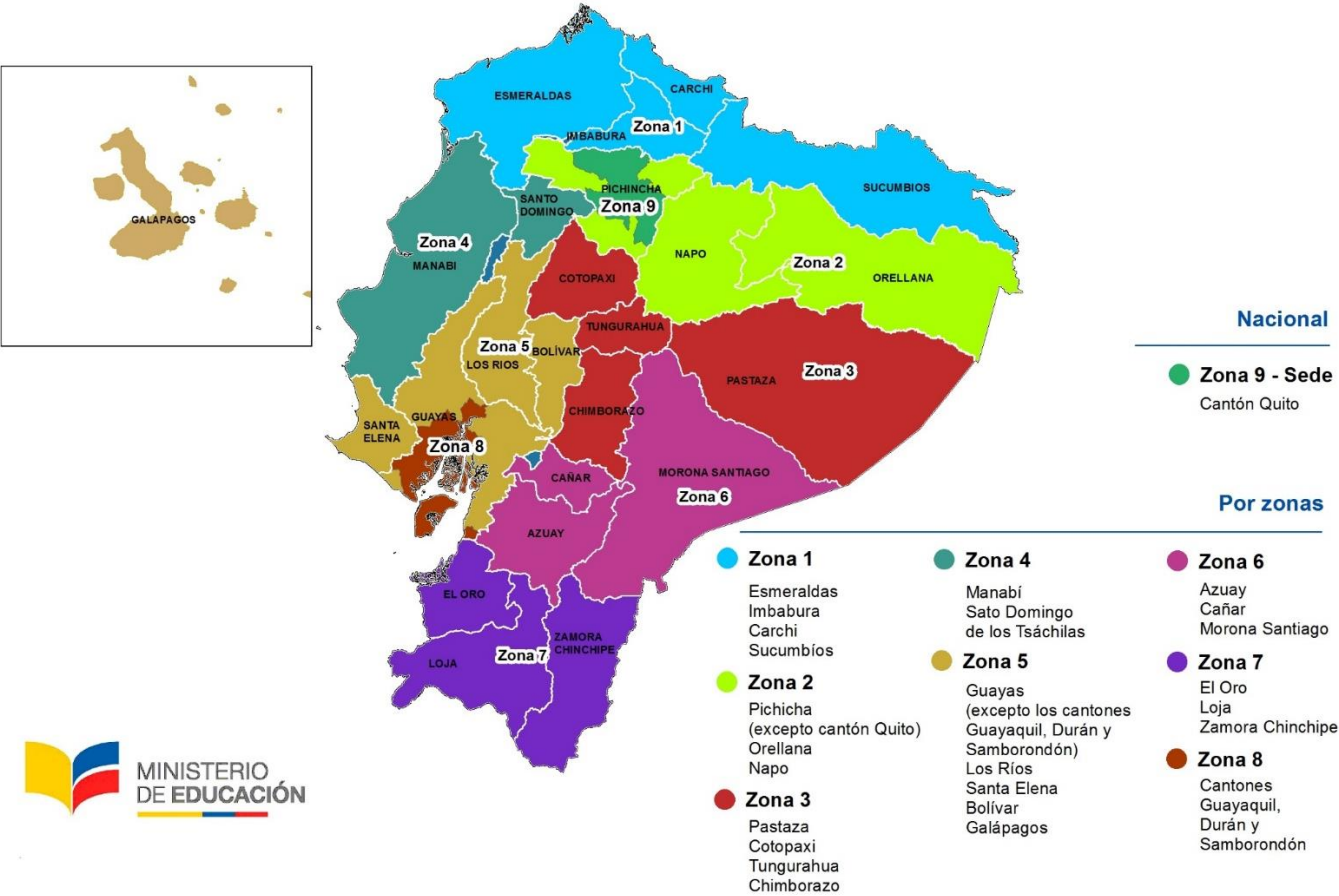 ESMERALDAS
CARCHI
IMBABURA
Zona 1
SUCUMBIOS
PICHINCHA
Zona 9
SANTO
DOMINGO
GALAPAGOS
Zona 4
MANABI
NAPO
Zona 2
ORELLANA
COTOPAXI
TUNGURAHUA
Zona 5
BOLÍVAR
LOS RIOS
Zona 3
PASTAZA
CHIMBORAZO
GUAYAS
SANTA
ELENA
Zona 8
CAÑAR
MORONA SANTIAGO
Zona 6
AZUAY
EL ORO
ZAMORA
CHINCHIPE
LOJA
Zona 7
Nacional
Zona 9 - Sede
Cantón Quito
Por zonas
Zona 1
Esmeraldas
Imbabura
Carchi
Sucumbíos
Zona 2
Pichicha
(excepto cantón Quito)
Orellana
Napo
Zona 3
Pastaza
Cotopaxi
Tungurahua
Chimborazo
Zona 4
Manabí
Sato Domingo
de los Tsáchilas
Zona 5
Guayas
(excepto los cantones
Guayaquil, Durán y
Samborondón)
Los Ríos
Santa Elena
Bolívar
Galápagos
Zona 6
Azuay
Cañar
Morona Santiago
Zona 7
El Oro
Loja
Zamora Chinchipe
Zona 8
Cantones
Guayaquil,
Durán y
Samborondón
MINISTERIO
DE EDUCACIÓN